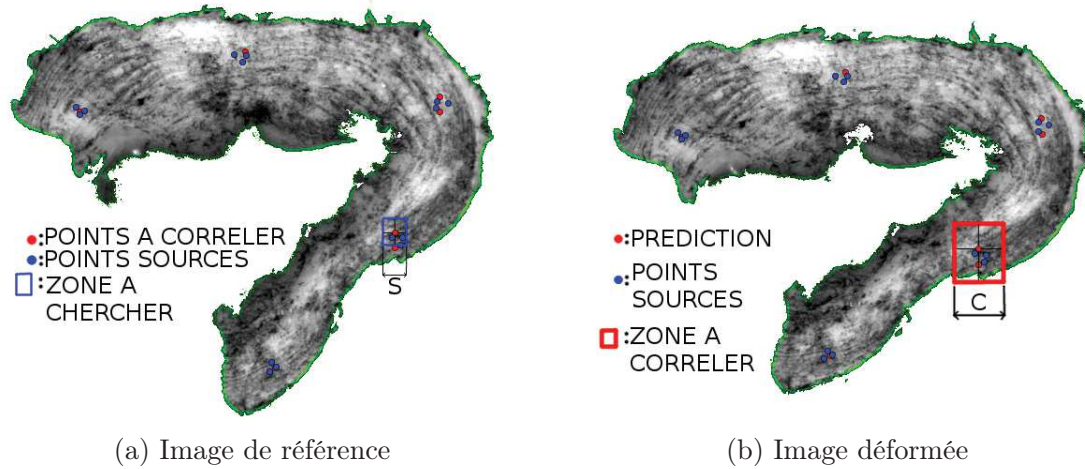 :POINTS A CORRELER
:POINTS SOURCES
:ZONE A
CHERCHER
S
(a) Image de référence
:PREDICTION
:POINTS
SOURCES
:ZONE A
CORRELER
C
(b) Image déformée